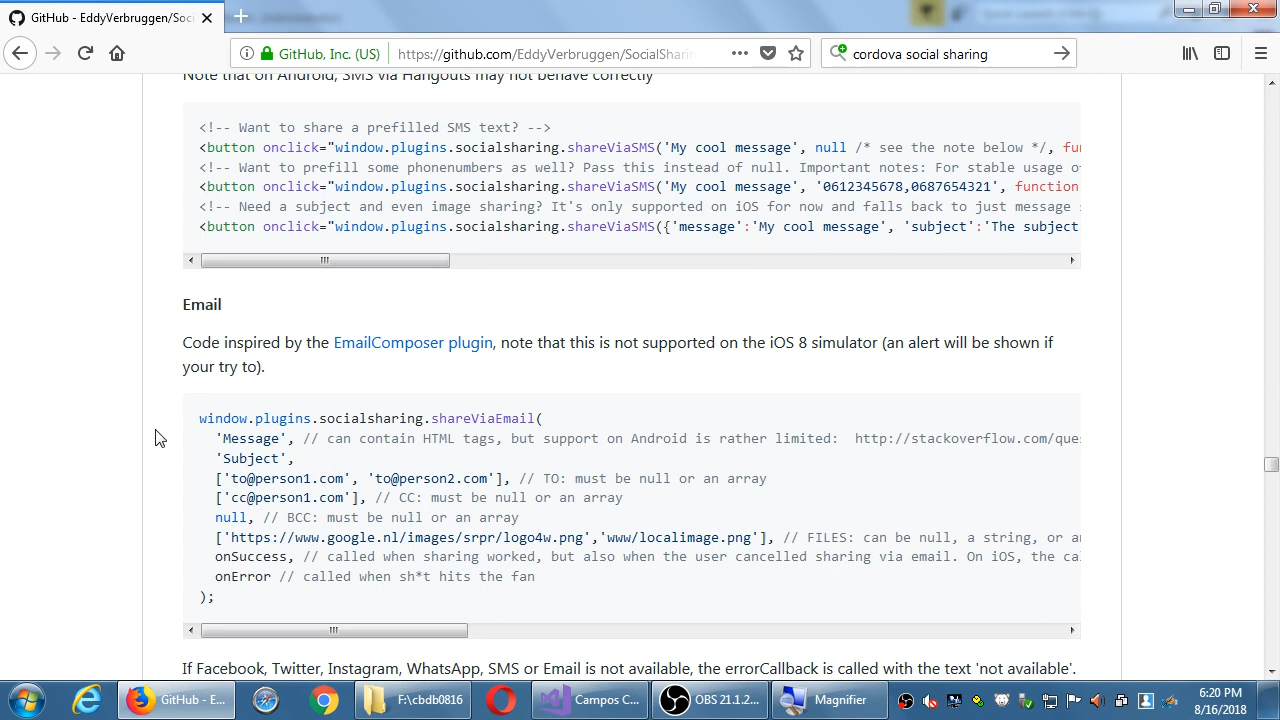 GitHub - EddyVerbruggen/Soci
GitHub, Inc. (US)
https://github.com/EddyVerbruggen/SocialSharin
cordova social sharing
Note that on Android, SMS via Hangouts may not behave correctly
<!-- Want to share a prefilled SMS text? -->
<button onclick="window.plugins.socialsharing.shareViaSMS('My cool message', null /* see the note below */, fu
<!-- Want to prefill some phonenumbers as well? Pass this instead of null. Important notes: For stable usage o
<button onclick="window.plugins.socialsharing.shareViaSMS('My cool message', '0612345678,0687654321', function
<!-- Need a subject and even image sharing? It's only supported on iOS for now and falls back to just message
<button onclick="window.plugins.socialsharing.shareViaSMS({'message':'My cool message', 'subject':'The subject
Email
Code inspired by the EmailComposer plugin, note that this is not supported on the iOS 8 simulator (an alert will be shown if
your try to).
window.plugins.socialsharing.shareViaEmail(
'Message', // can contain HTML tags, but support on Android is rather limited:  http://stackoverflow.com/que
'Subject',
['to@person1.com', 'to@person2.com'], // TO: must be null or an array
['cc@person1.com'], // CC: must be null or an array
null, // BCC: must be null or an array
['https://www.google.nl/images/srpr/logo4w.png','www/localimage.png'], // FILES: can be null, a string, or a
onSuccess, // called when sharing worked, but also when the user cancelled sharing via email. On iOS, the ca
onError // called when sh*t hits the fan
);
If Facebook, Twitter, Instagram, WhatsApp, SMS or Email is not available, the errorCallback is called with the text 'not available'.
GitHub - E...
F:\cbdb0816
Campos C...
OBS 21.1.2...
Magnifier
6:20 PM
8/16/2018